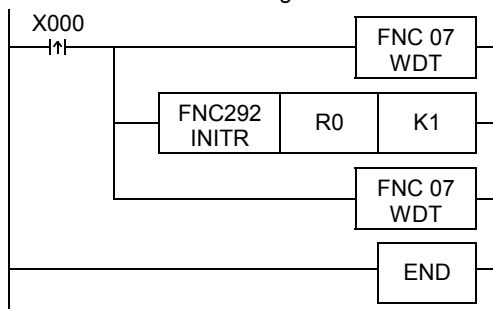 X000
FNC 07
WDT
FNC292
INITR
R0
K1
FNC 07
WDT
END